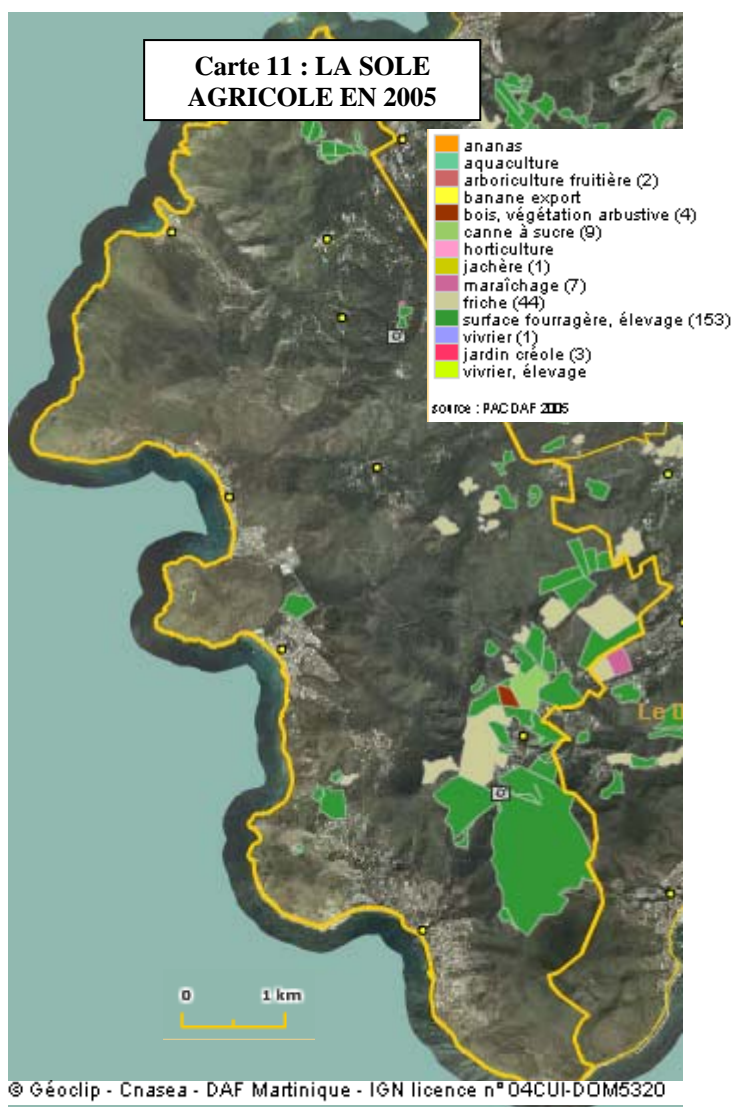 Carte 11 : LA SOLE
AGRICOLE EN 2005
ananas
aquaculture
arboriculture fruitière (2)
banane export
bois, végétation arbustive (4)
canne à sucre (9)
horticulture
jachère (1)
maraîchage (7)
friche (44)
surface fourragère, élevage (153)
vivrier (1)
jardin créole (3)
vivrier, élevage
source : PACDAF 2005
Le
0 1 km
© Géoclip - Cnasea - DAF Martinique - IGN licence n° 04CUI-DOM5320